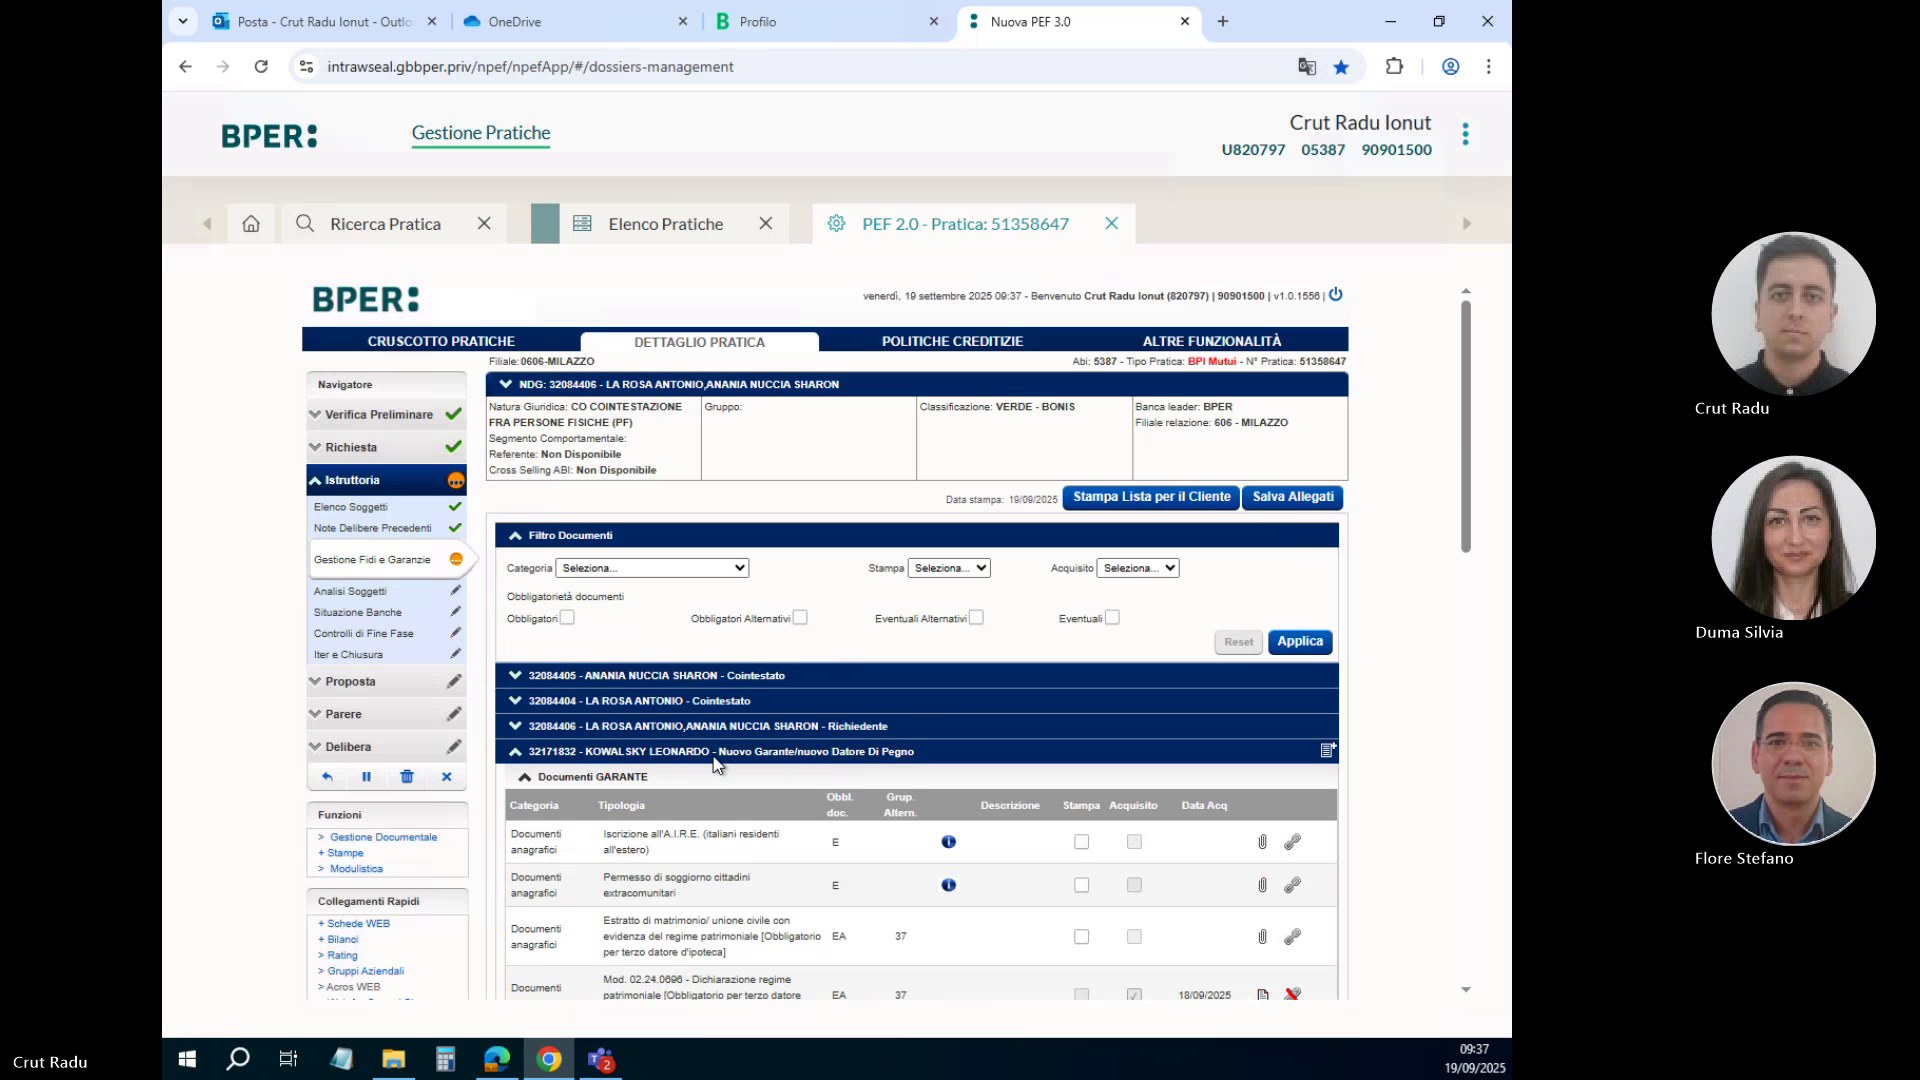 Posta - Crut Radu Ionut - Outlo
OneDrive
Profilo
Nuova PEF 3.0
intrawseal.gbbper.priv/npef/npefApp/#/dossiers-management
BPER:
Gestione Pratiche
Crut Radu Ionut
U820797 05387 90901500
Ricerca Pratica
Elenco Pratiche
PEF 2.0 - Pratica: 51358647
BPER:
venerdì, 19 settembre 2025 09:37 - Benvenuto Crut Radu Ionut (820797) | 90901500 | v1.0.1556 |
CRUSCOTTO PRATICHE
DETTAGLIO PRATICA
POLITICHE CREDITIZIE
ALTRE FUNZIONALITÀ
Filiale: 0606-MILAZZO
Abi: 5387 - Tipo Pratica: BPI Mutui - N° Pratica: 51358647
Navigatore
Verifica Preliminare
Richiesta
Istruttoria
Elenco Soggetti
Note Delibere Precedenti
Gestione Fidi e Garanzie
Analisi Soggetti
Situazione Banche
Controlli di Fine Fase
Iter e Chiusura
Proposta
Parere
Delibera
Funzioni
> Gestione Documentale
+ Stampe
> Modulistica
Collegamenti Rapidi
+ Schede WEB
+ Bilanci
> Rating
> Gruppi Aziendali
> Acros WEB
NDG: 32084406 - LA ROSA ANTONIO,ANANIA NUCCIA SHARON
Natura Giuridica: CO COINTESTAZIONE
FRA PERSONE FISICHE (PF)
Segmento Comportamentale:
Referente: Non Disponibile
Cross Selling ABI: Non Disponibile
Gruppo:
Classificazione: VERDE - BONIS
Banca leader: BPER
Filiale relazione: 606 - MILAZZO
Data stampa: 19/09/2025
Stampa Lista per il Cliente
Salva Allegati
Filtro Documenti
Categoria Seleziona...
Stampa Seleziona...
Acquisito Seleziona...
Obbligatorietà documenti
Obbligatori
Obbligatori Alternativi
Eventuali Alternativi
Eventuali
Reset
Applica
32084405 - ANANIA NUCCIA SHARON - Cointestato
32084404 - LA ROSA ANTONIO - Cointestato
32084406 - LA ROSA ANTONIO,ANANIA NUCCIA SHARON - Richiedente
32171832 - KOWALSKY LEONARDO - Nuovo Garante/nuovo Datore Di Pegno
Documenti GARANTE
Categoria
Tipologia
Obbl. doc.
Grup. Altern.
Descrizione
Stampa
Acquisito
Data Acq
Documenti anagrafici
Iscrizione all'A.I.R.E. (italiani residenti
all'estero)
E
Documenti anagrafici
Permesso di soggiorno cittadini
extracomunitari
E
Documenti anagrafici
Estratto di matrimonio/ unione civile con
evidenza del regime patrimoniale [Obbligatorio
per terzo datore d'ipoteca]
EA
37
Documenti
Mod. 02.24.0696 - Dichiarazione regime
patrimoniale [Obbligatorio per terzo datore
EA
37
18/09/2025
Crut Radu
Duma Silvia
Flore Stefano
Crut Radu
2
09:37
19/09/2025